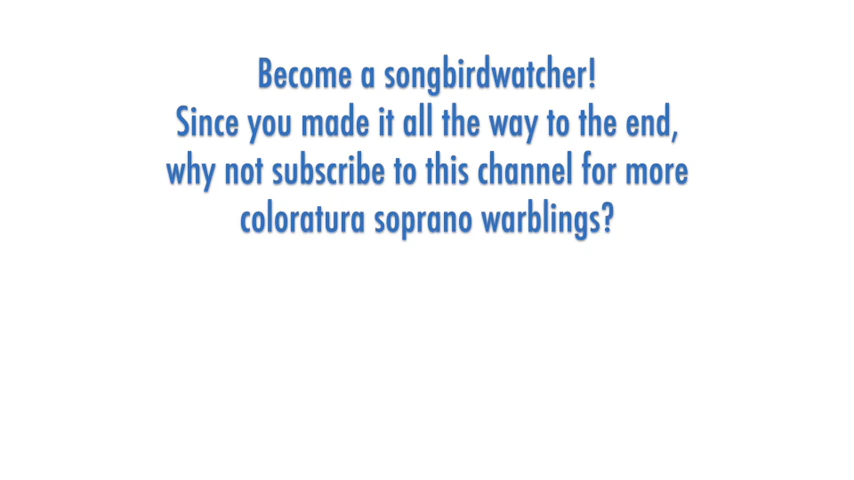 Become a songbirdwatcher!
Since you made it all the way to the end,
why not subscribe to this channel for more
coloratura soprano warblings?